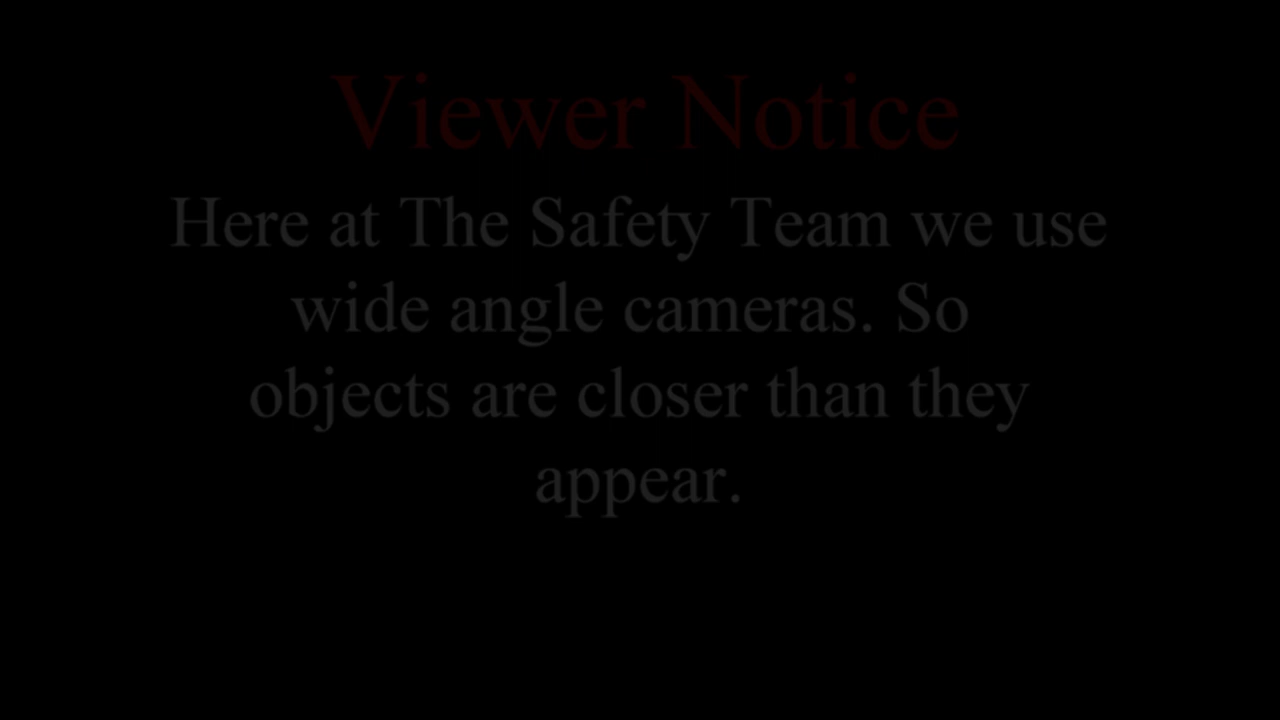 Viewer Notice
Here at The Safety Team we use
wide angle cameras. So
objects are closer than they
appear.